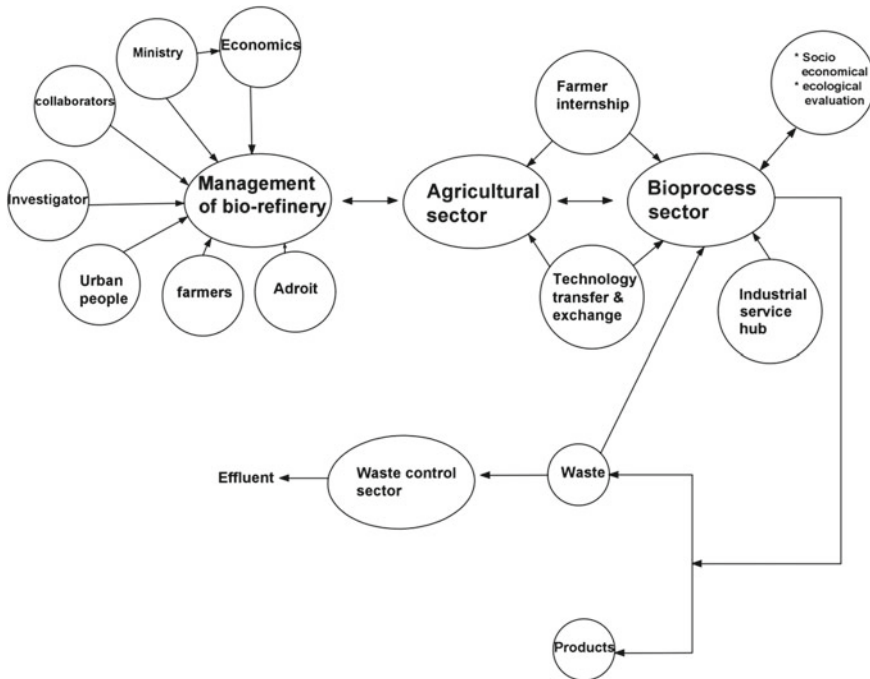 Ministry
Economics
collaborators
Investigator
Urban
people
farmers
Adroit
Management
of bio-refinery
Agricultural
sector
Farmer
internship
Technology
transfer &
exchange
Bioprocess
sector
* Socio
economical
* ecological
evaluation
Industrial
service
hub
Effluent
Waste control
sector
Waste
Products